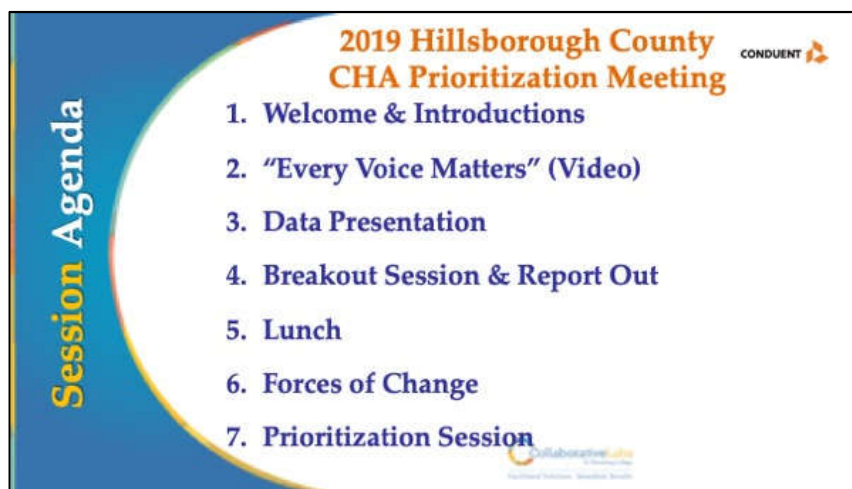 2019 Hillsborough County
CHA Prioritization Meeting
CONDUENT
Session Agenda
1. Welcome & Introductions
2. “Every Voice Matters” (Video)
3. Data Presentation
4. Breakout Session & Report Out
5. Lunch
6. Forces of Change
7. Prioritization Session
CollaborativeLabs